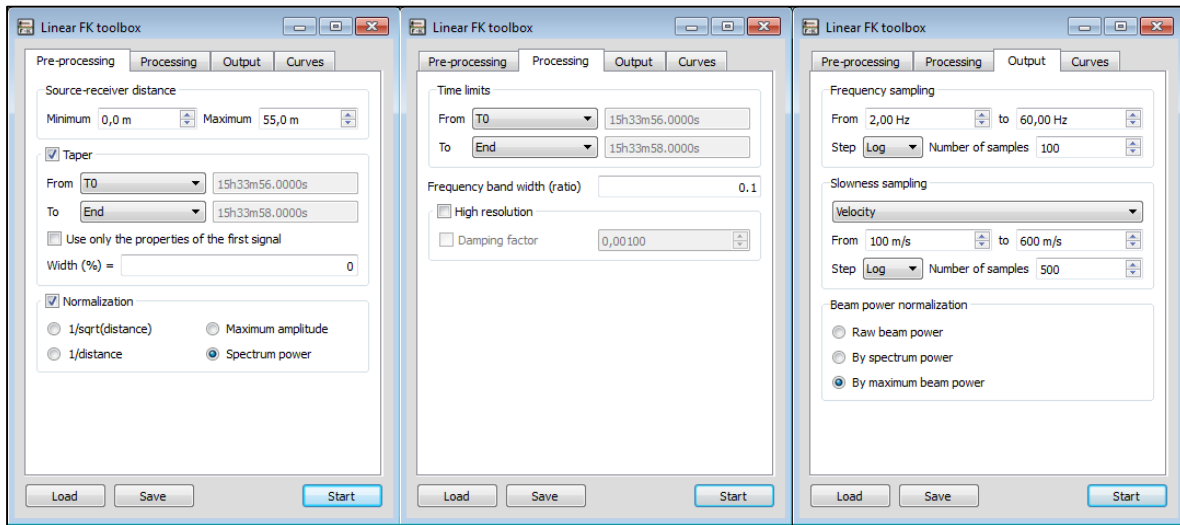 Linear FK toolbox
Pre-processing Processing Output Curves
Source-receiver distance
Minimum 0,0 m Maximum 55,0 m
Taper
From T0 15h33m56.0000s
To End 15h33m58.0000s
Use only the properties of the first signal
Width (%) = 0
Normalization
1/sqrt(distance) Maximum amplitude
1/distance Spectrum power
Load Save Start
Linear FK toolbox
Pre-processing Processing Output Curves
Time limits
From T0 15h33m56.0000s
To End 15h33m58.0000s
Frequency band width (ratio) 0.1
High resolution
Damping factor 0,00100
Load Save Start
Linear FK toolbox
Pre-processing Processing Output Curves
Frequency sampling
From 2,00 Hz to 60,00 Hz
Step Log Number of samples 100
Slowness sampling
Velocity
From 100 m/s to 600 m/s
Step Log Number of samples 500
Beam power normalization
Raw beam power
By spectrum power
By maximum beam power
Load Save Start